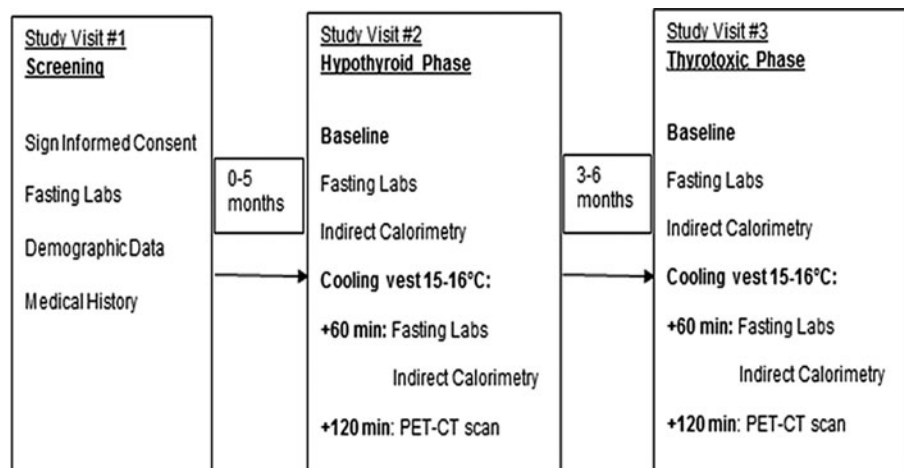 Study Visit #1
Screening
Sign Informed Consent
Fasting Labs
Demographic Data
Medical History
0-5
months
Study Visit #2
Hypothyroid Phase
Baseline
Fasting Labs
Indirect Calorimetry
Cooling vest 15-16°C:
+60 min: Fasting Labs
Indirect Calorimetry
+120 min: PET-CT scan
3-6
months
Study Visit #3
Thyrotoxic Phase
Baseline
Fasting Labs
Indirect Calorimetry
Cooling vest 15-16°C:
+60 min: Fasting Labs
Indirect Calorimetry
+120 min: PET-CT scan